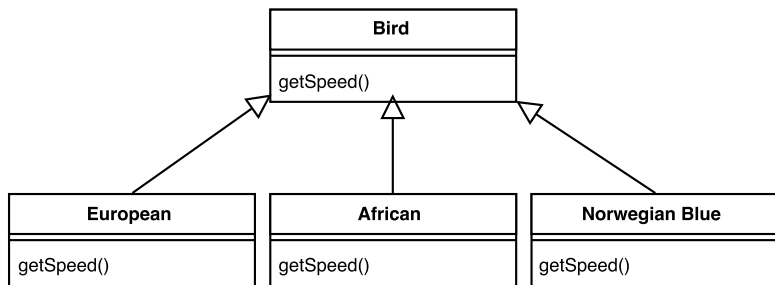 Bird
getSpeed()
European
African
Norwegian Blue
getSpeed()
getSpeed()
getSpeed()